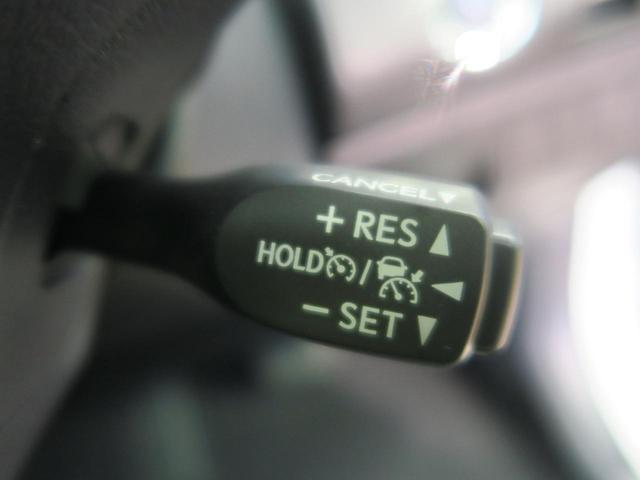 CANCEL▼
+ RES ▲
HOLD / ◀
− SET ▼